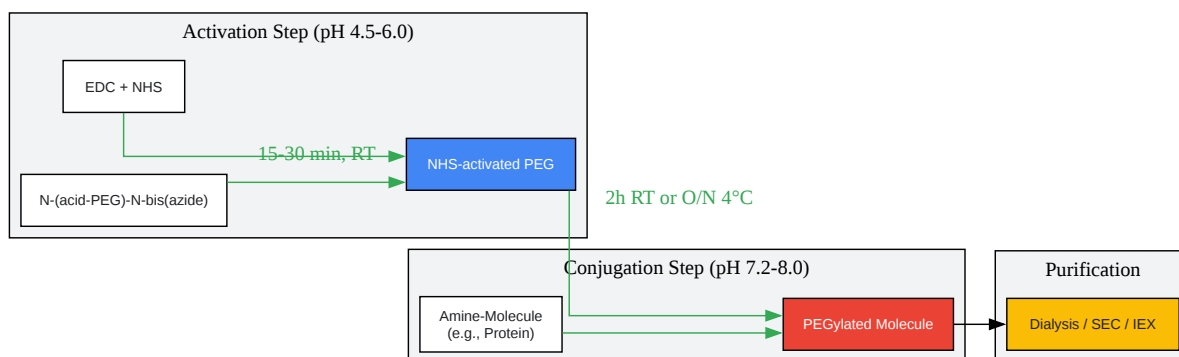 Activation Step (pH 4.5-6.0)
EDC + NHS
15-30 min, RT
NHS-activated PEG
N-(acid-PEG)-N-bis(azide)
2h RT or O/N 4°C
Conjugation Step (pH 7.2-8.0)
Amine-Molecule
(e.g., Protein)
PEGylated Molecule
Purification
Dialysis / SEC / IEX